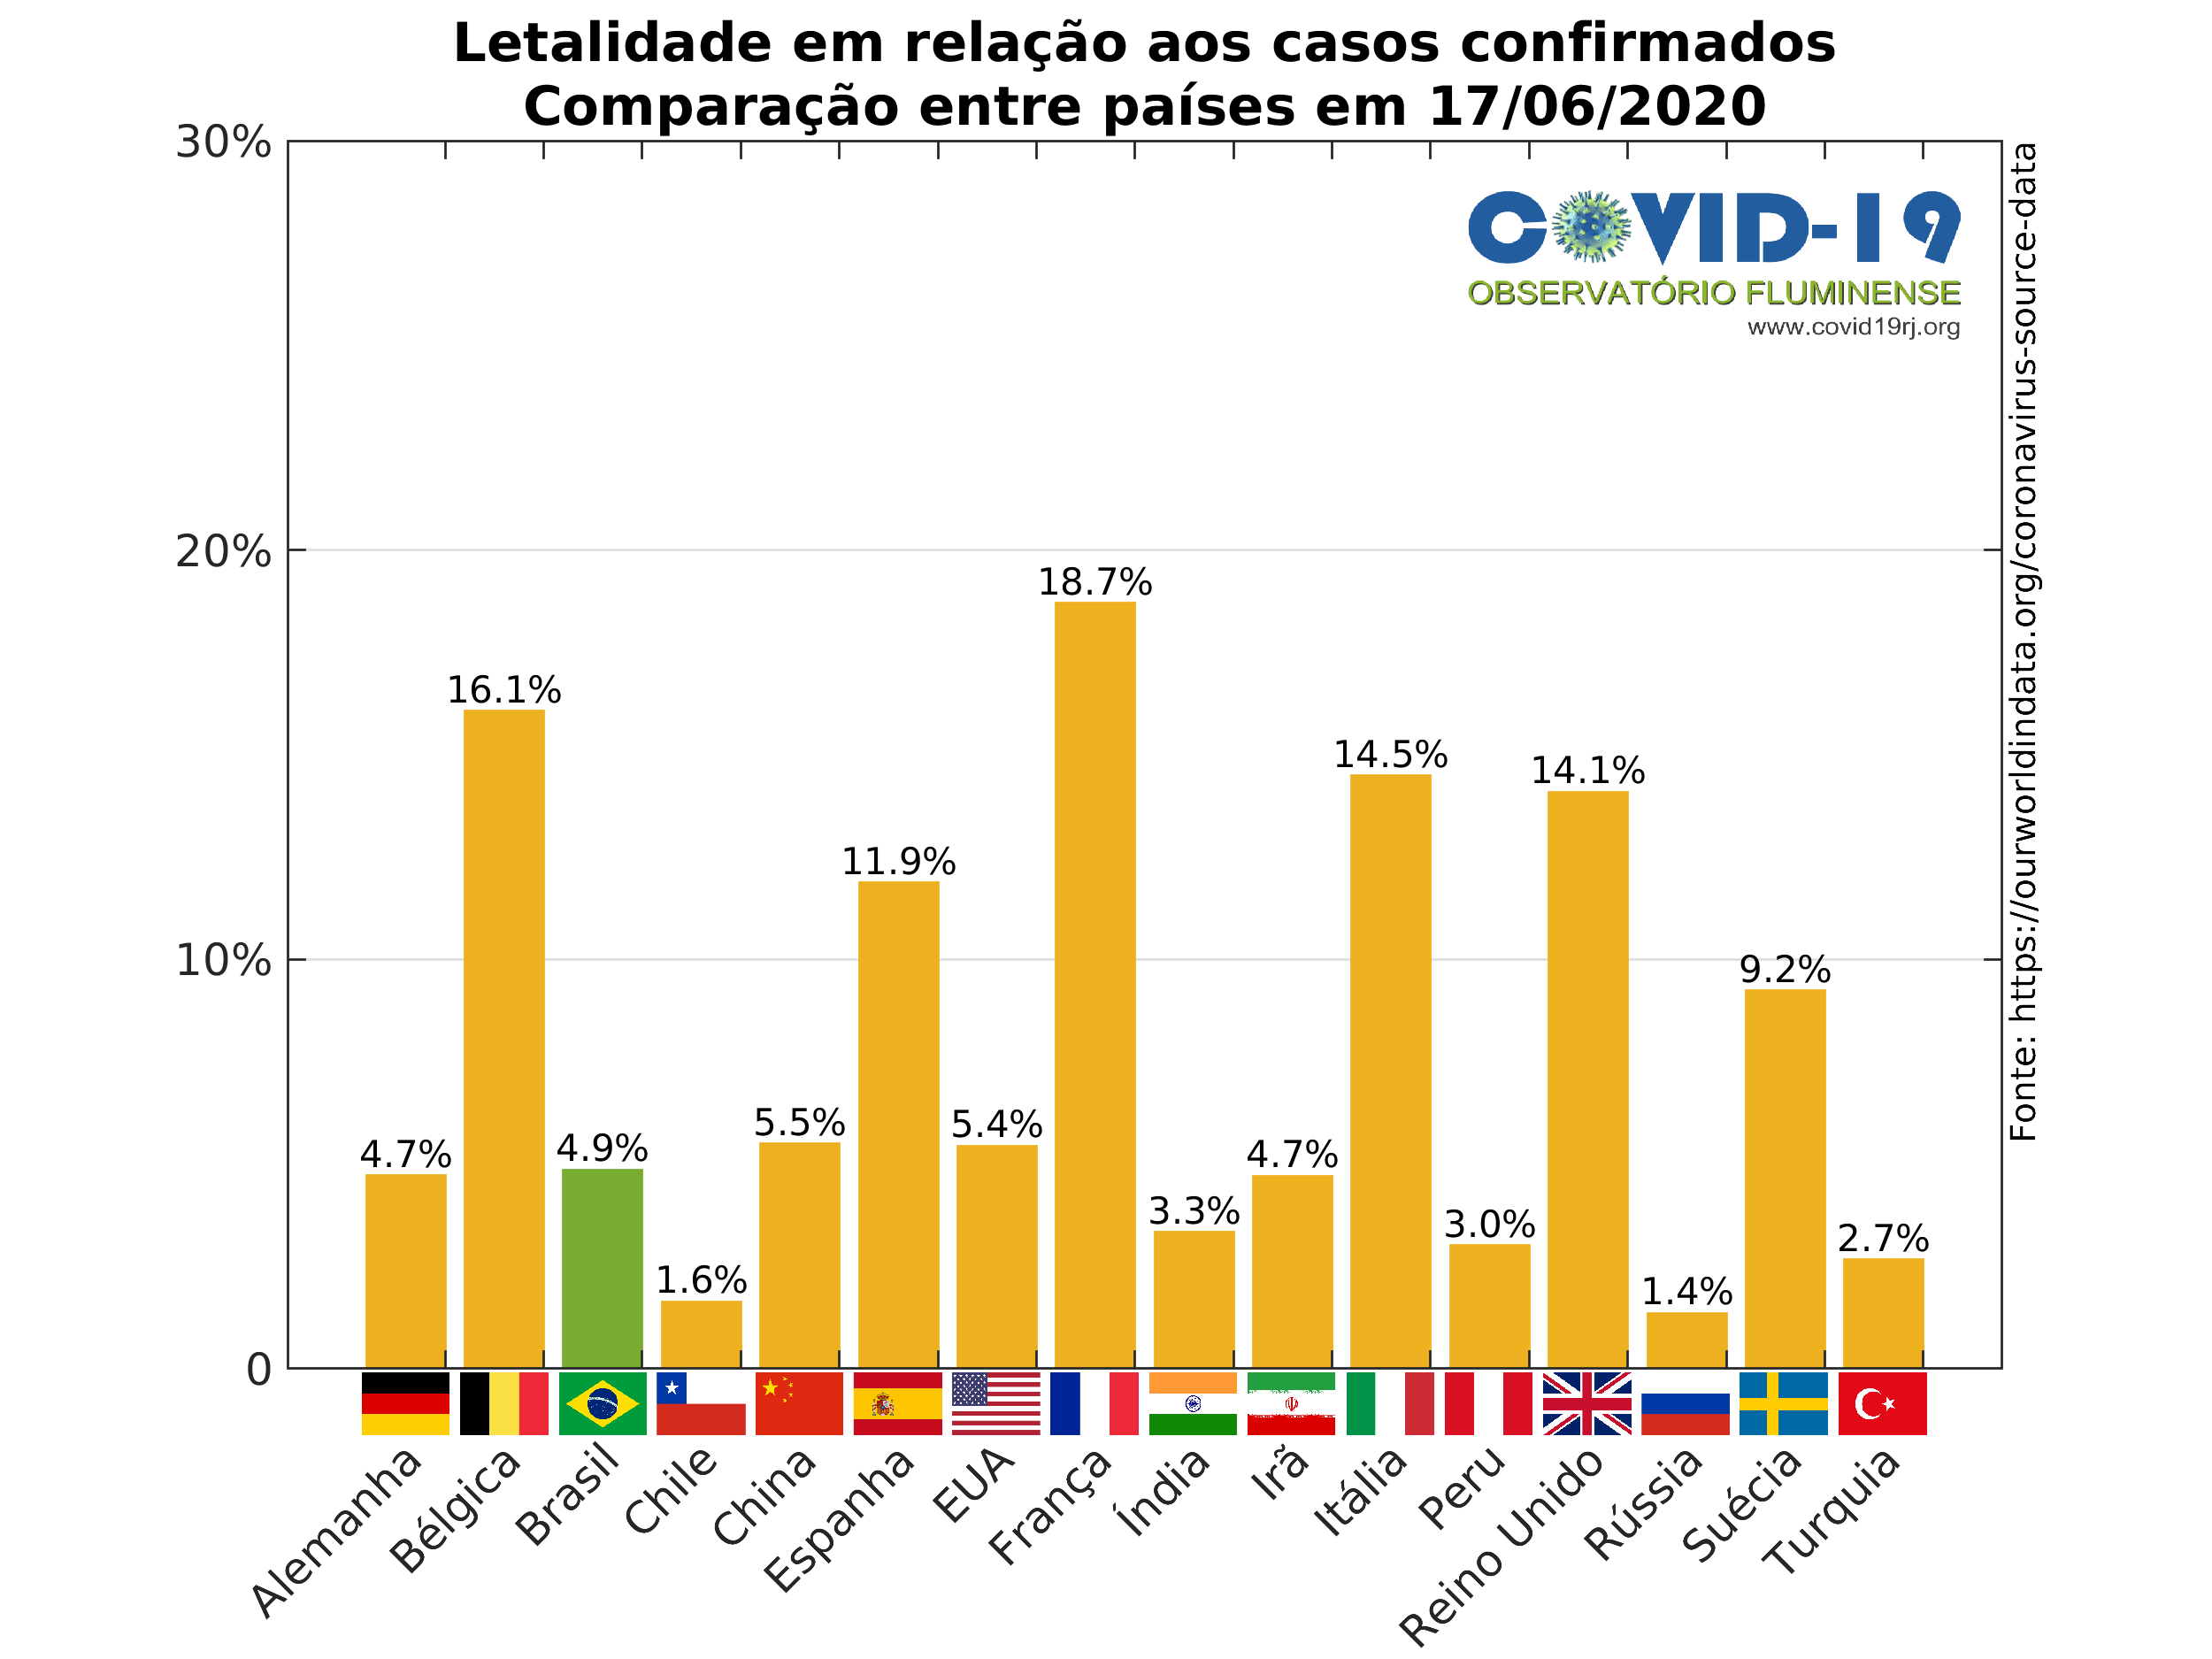 Letalidade em relação aos casos confirmados
Comparação entre países em 17/06/2020
30%
20%
10%
0
COVID-19
OBSERVATÓRIO FLUMINENSE
www.covid19rj.org
Fonte: https://ourworldindata.org/coronavirus-source-data
4.7%
16.1%
4.9%
1.6%
5.5%
11.9%
5.4%
18.7%
3.3%
4.7%
14.5%
3.0%
14.1%
1.4%
9.2%
2.7%
Alemanha
Bélgica
Brasil
Chile
China
Espanha
EUA
França
Índia
Irã
Itália
Peru
Reino Unido
Rússia
Suécia
Turquia